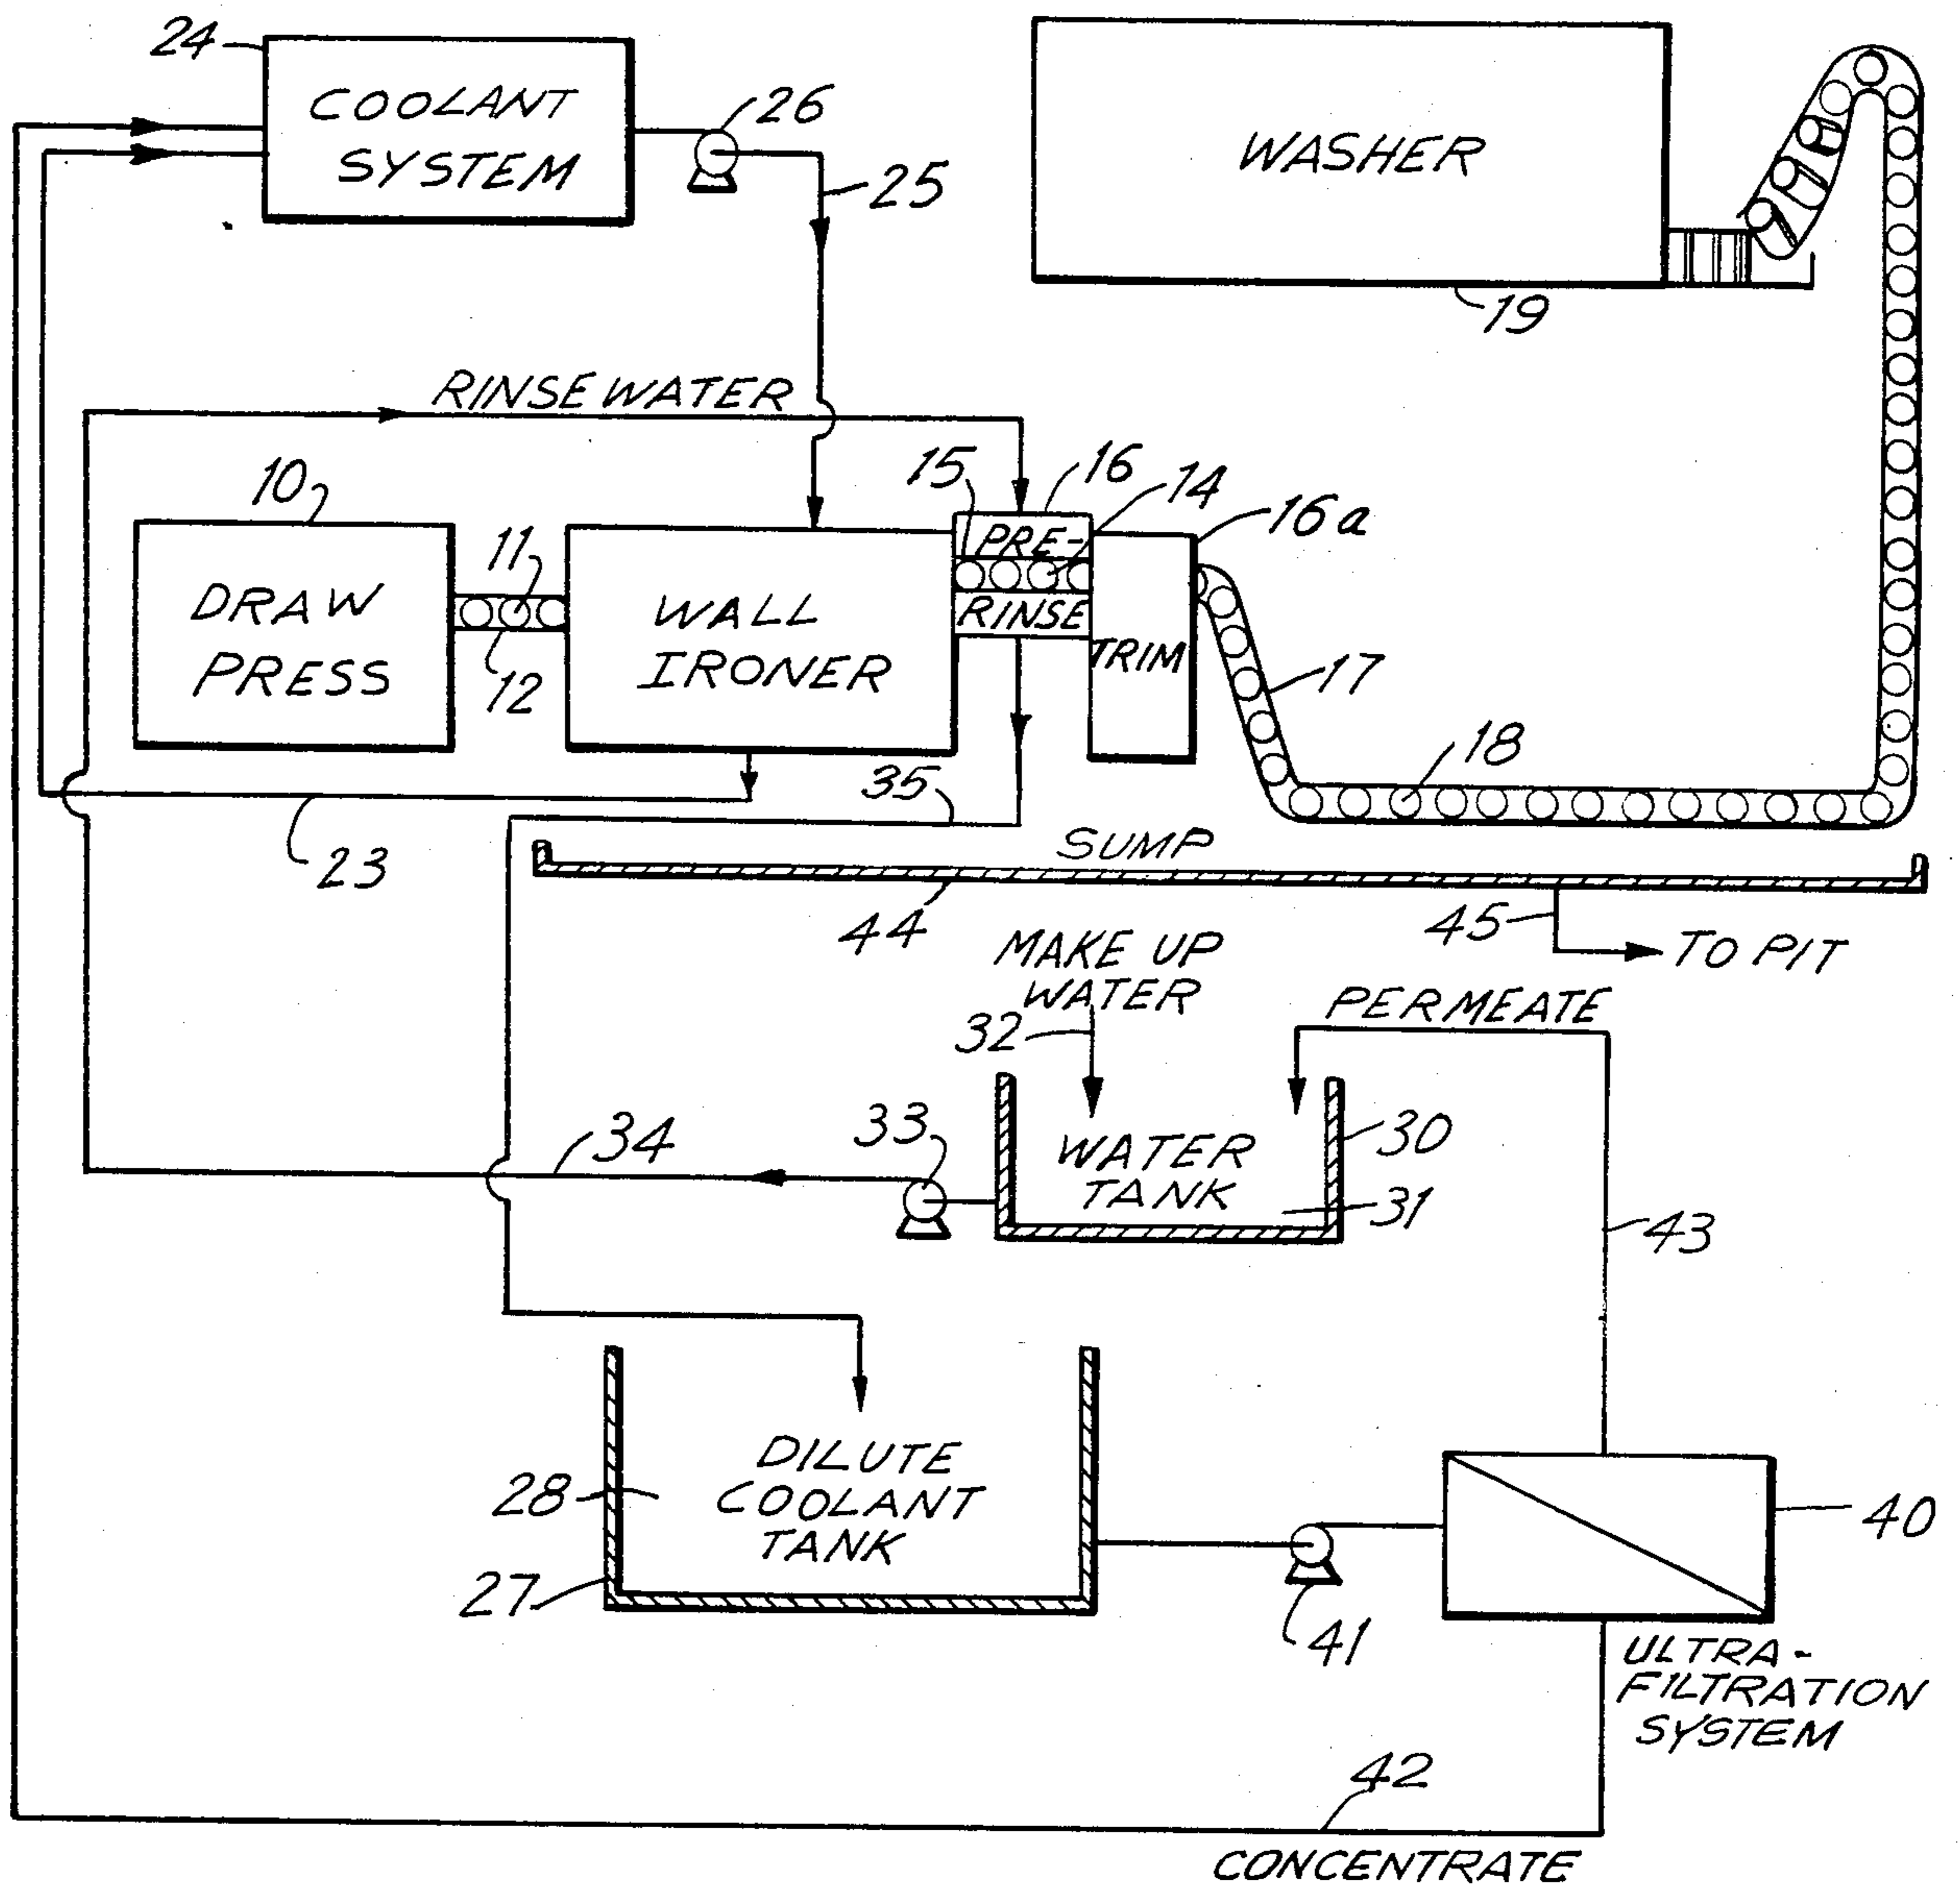 24
COOLANT
SYSTEM
26
25
WASHER
19
RINSE WATER
10
11
12
DRAW
PRESS
WALL
IRONER
15
16
14
16a
PRE-
RINSE
TRIM
17
18
35
23
SUMP
44
45
TO PIT
MAKE UP
WATER
32
PERMEATE
34
33
WATER
TANK
30
31
43
28
DILUTE
COOLANT
TANK
27
41
40
ULTRA-
FILTRATION
SYSTEM
42
CONCENTRATE